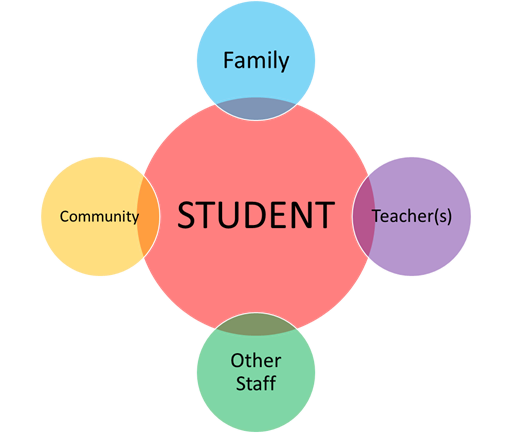 Family
Community
STUDENT
Teacher(s)
Other
Staff